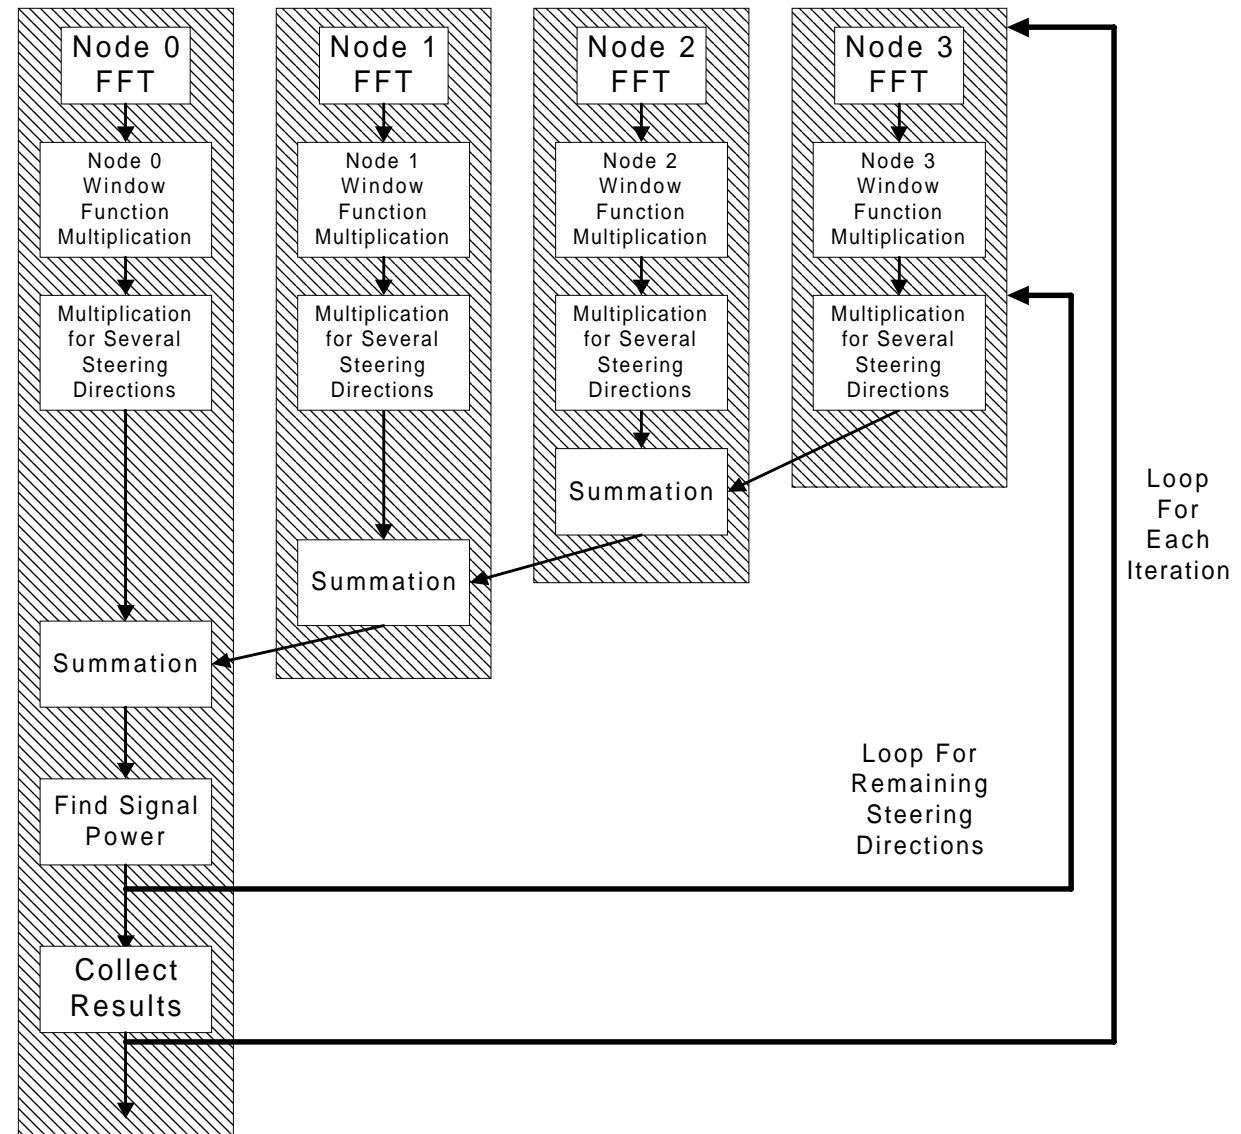 Node 0
FFT
Node 1
FFT
Node 2
FFT
Node 3
FFT
Node 0
Window
Function
Multiplication
Node 1
Window
Function
Multiplication
Node 2
Window
Function
Multiplication
Node 3
Window
Function
Multiplication
Multiplication
for Several
Steering
Directions
Multiplication
for Several
Steering
Directions
Multiplication
for Several
Steering
Directions
Multiplication
for Several
Steering
Directions
Summation
Summation
Summation
Loop
For
Each
Iteration
Loop For
Remaining
Steering
Directions
Find Signal
Power
Collect
Results